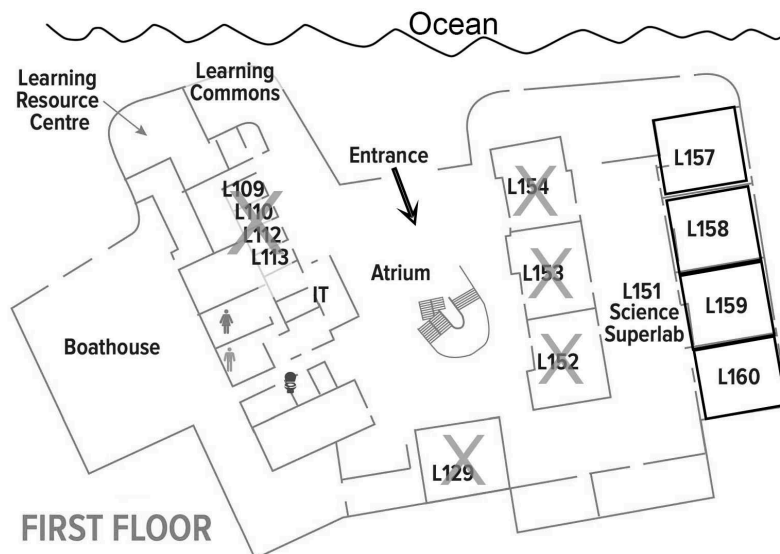 Ocean
Learning
Resource
Centre
Learning
Commons
Entrance
L109
L110
L112
L113
IT
Atrium
Boathouse
L154
L153
L152
L151
Science
Superlab
L157
L158
L159
L160
L129
FIRST FLOOR